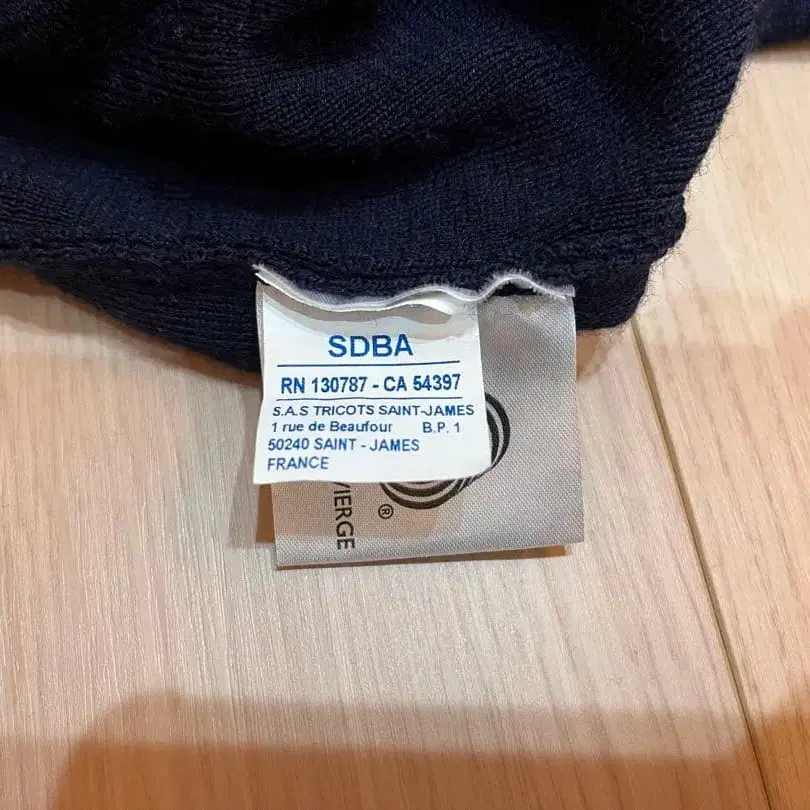 SDBA
RN 130787 - CA 54397
S.A.S TRICOTS SAINT-JAMES
1 rue de Beaufour B.P. 1
50240 SAINT - JAMES
FRANCE
VIERGE
®